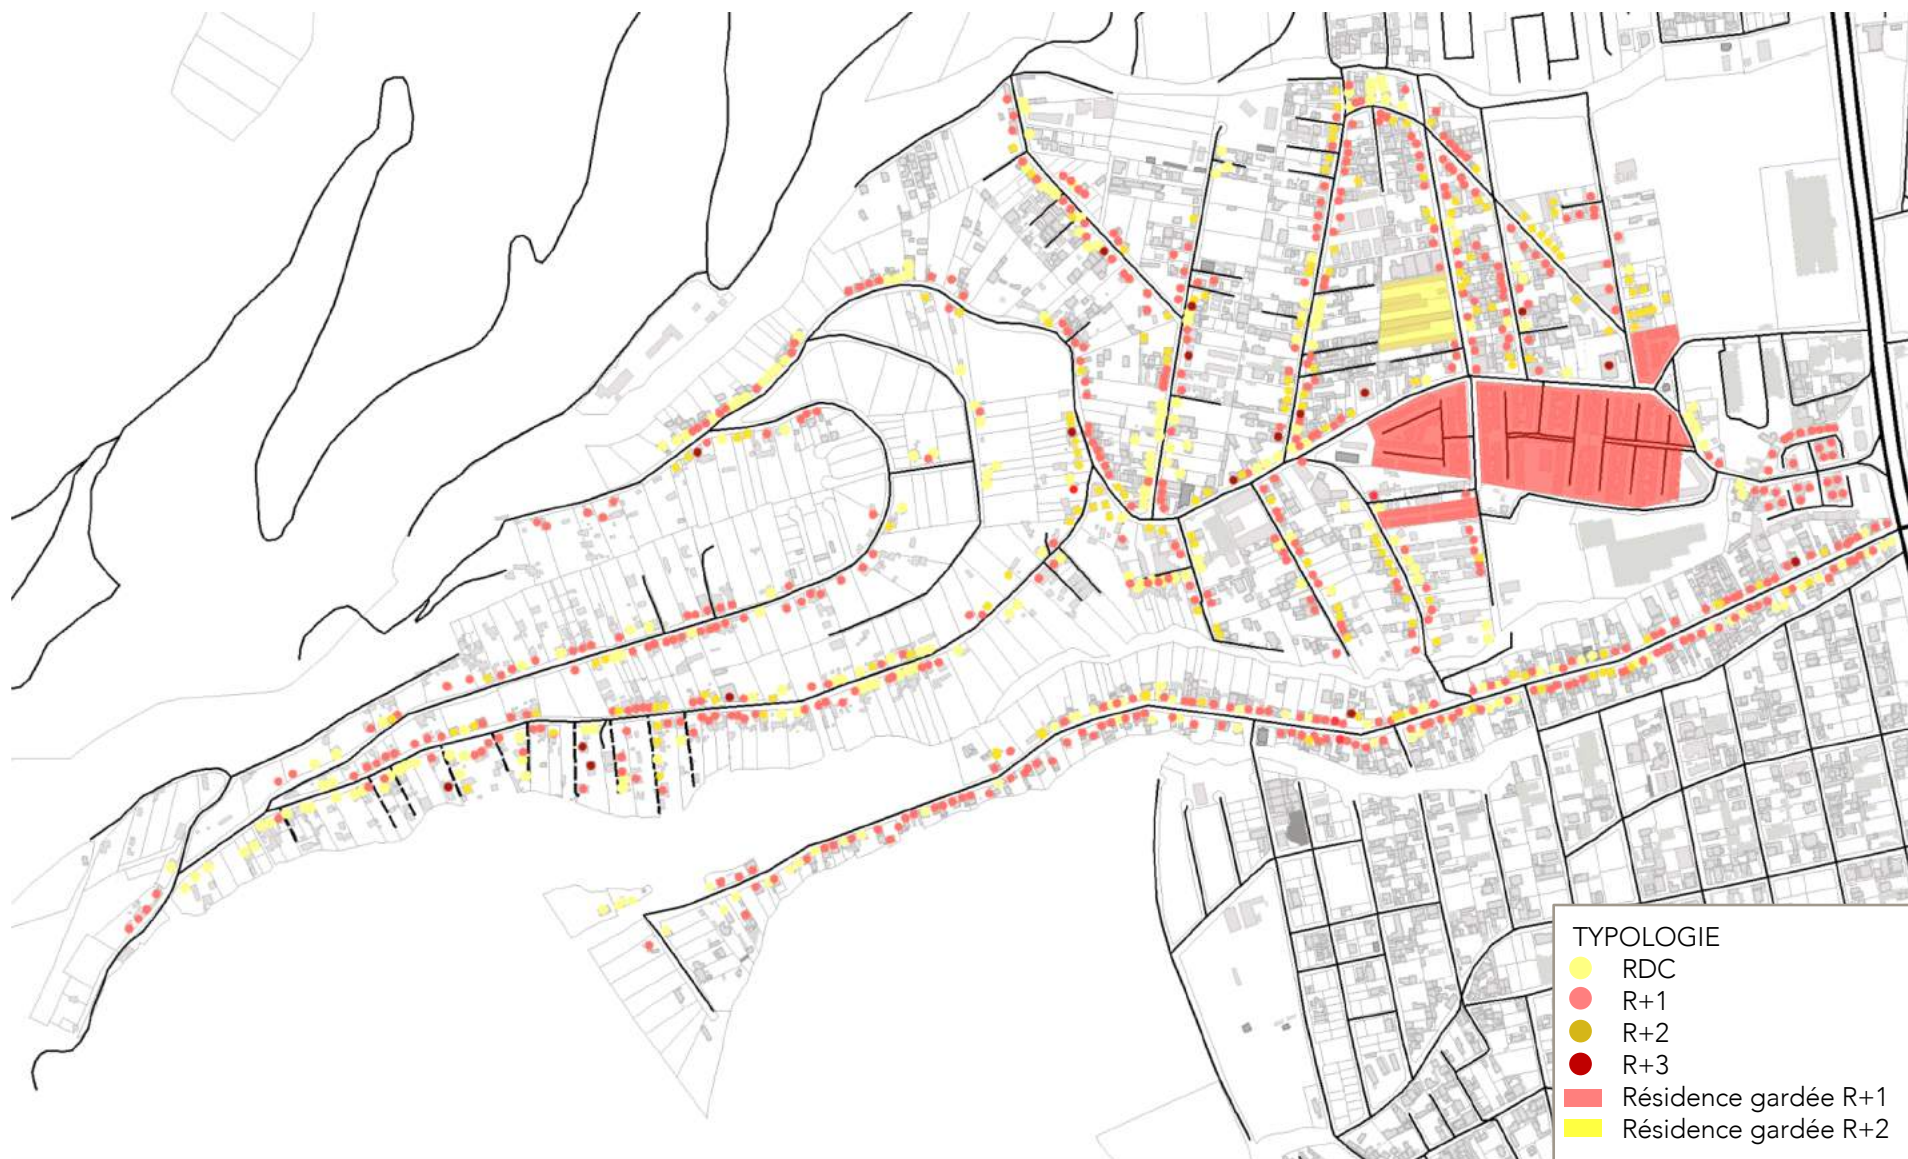 TYPOLOGIE
RDC
R+1
R+2
R+3
Résidence gardée R+1
Résidence gardée R+2